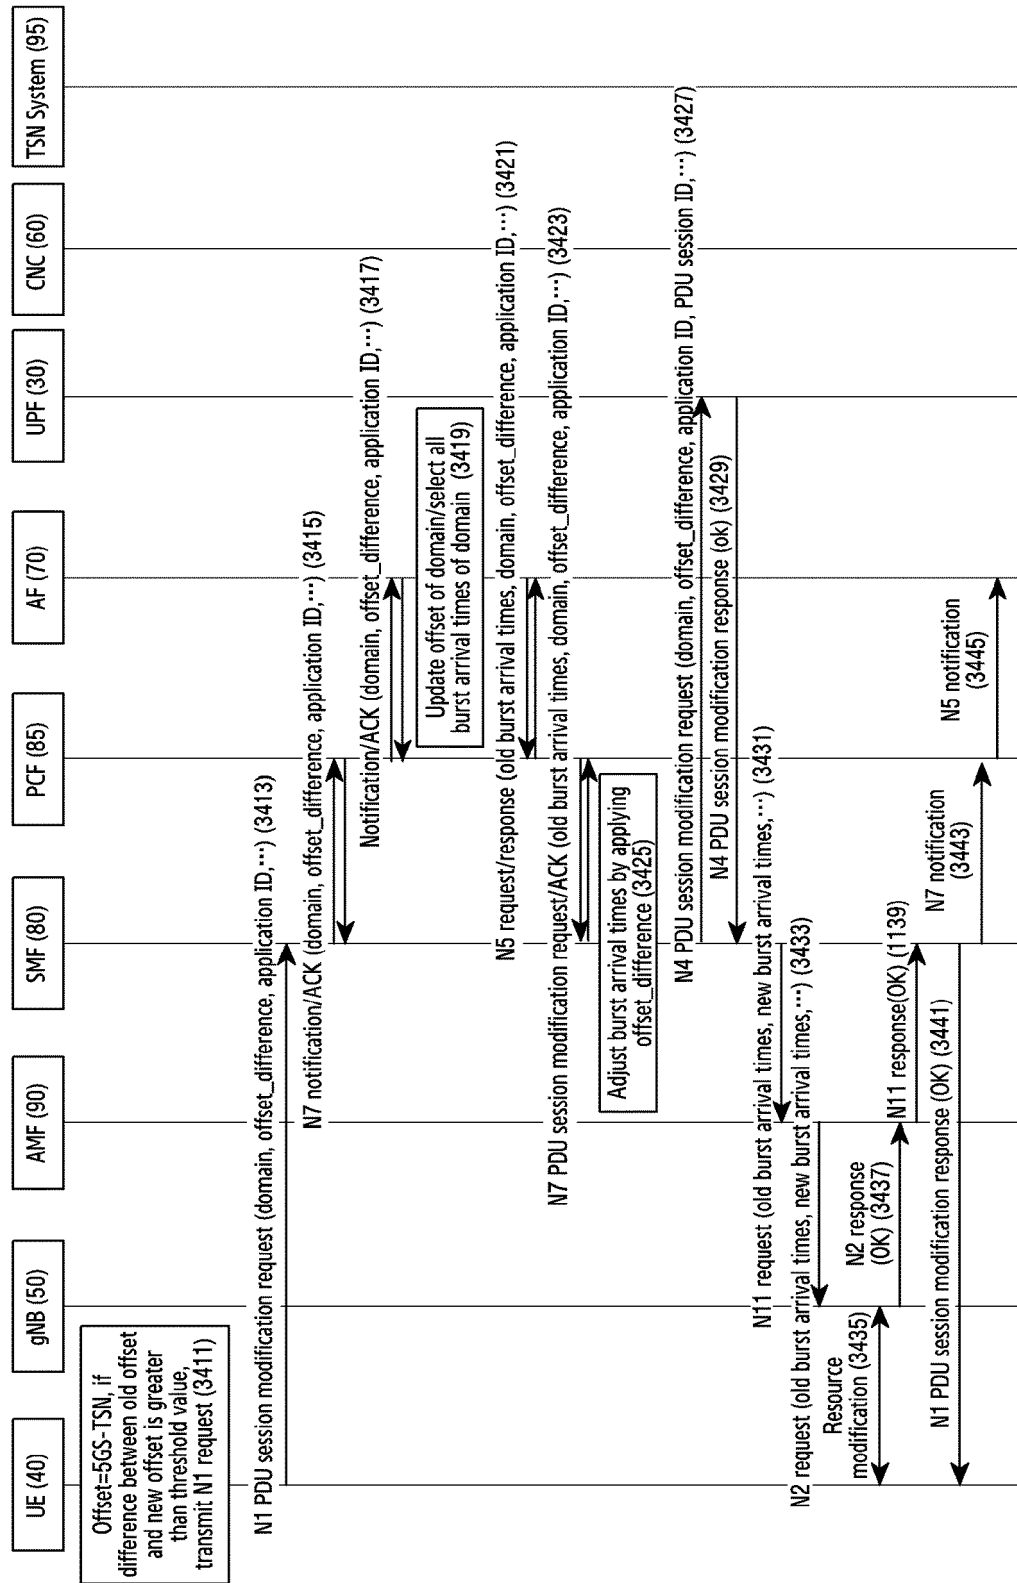 UE (40)
gNB (50)
AMF (90)
SMF (80)
PCF (85)
AF (70)
UPF (30)
CNC (60)
TSN System (95)
Offset=5GS-TSN, if
difference between old offset
and new offset is greater
than threshold value,
transmit N1 request (3411)
N1 PDU session modification request (domain, offset_difference, application ID,···) (3413)
N7 notification/ACK (domain, offset_difference, application ID,···) (3415)
Notification/ACK (domain, offset_difference, application ID,···) (3417)
Update offset of domain/select all
burst arrival times of domain (3419)
N5 request/response (old burst arrival times, domain, offset_difference, application ID,···) (3421)
N7 PDU session modification request/ACK (old burst arrival times, domain, offset_difference, application ID,···) (3423)
Adjust burst arrival times by applying
offset_difference (3425)
N4 PDU session modification request (domain, offset_difference, application ID, PDU session ID,···) (3427)
N4 PDU session modification response (ok) (3429)
N11 request (old burst arrival times, new burst arrival times,···) (3431)
N2 request (old burst arrival times, new burst arrival times,···) (3433)
Resource
modification (3435)
N2 response
(OK) (3437)
N11 response(OK) (1139)
N1 PDU session modification response (OK) (3441)
N7 notification
(3443)
N5 notification
(3445)